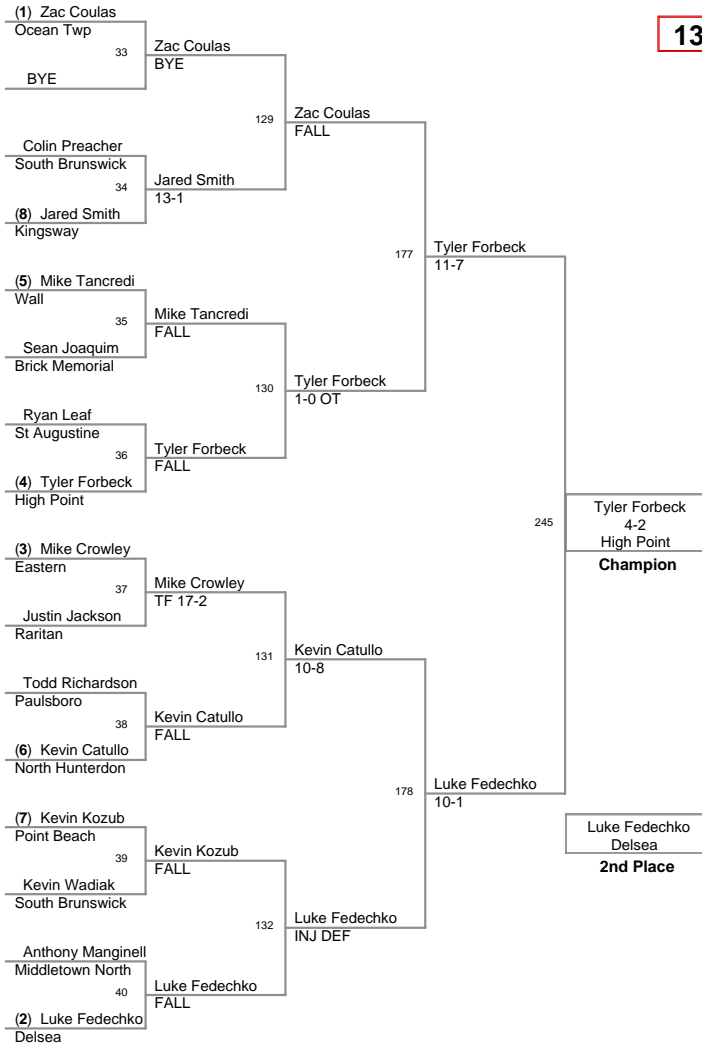 (1) Zac Coulas
Ocean Twp
33
BYE
Zac Coulas
BYE
129
Colin Preacher
South Brunswick
34
(8) Jared Smith
Kingsway
Jared Smith
13-1
Zac Coulas
FALL
177
(5) Mike Tancredi
Wall
35
Sean Joaquim
Brick Memorial
Mike Tancredi
FALL
130
Ryan Leaf
St Augustine
36
(4) Tyler Forbeck
High Point
Tyler Forbeck
FALL
Tyler Forbeck
1-0 OT
Tyler Forbeck
11-7
245
(3) Mike Crowley
Eastern
37
Justin Jackson
Raritan
Mike Crowley
TF 17-2
131
Todd Richardson
Paulsboro
38
(6) Kevin Catullo
North Hunterdon
Kevin Catullo
FALL
Kevin Catullo
10-8
178
(7) Kevin Kozub
Point Beach
39
Kevin Wadiak
South Brunswick
Kevin Kozub
FALL
132
Anthony Manginell
Middletown North
40
(2) Luke Fedechko
Delsea
Luke Fedechko
FALL
Luke Fedechko
INJ DEF
Luke Fedechko
10-1
Tyler Forbeck
4-2
High Point
Champion
Luke Fedechko
Delsea
2nd Place
13